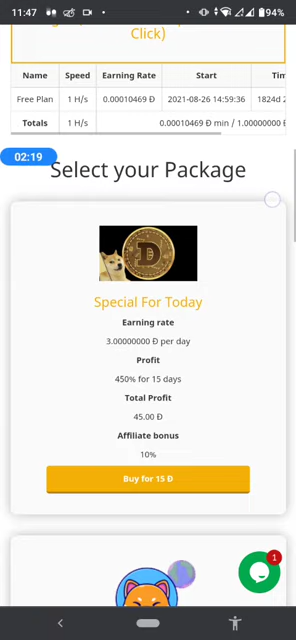 11:47
94%
Click)
Name Speed Earning Rate Start
Free Plan 1 H/s 0.00010469 Đ 2021-08-26 14:59:36 1824d
Totals 1 H/s 0.00010469 Đ min / 1.00000000
02:19
Select your Package
Special For Today
Earning rate
3.00000000 Đ per day
Profit
450% for 15 days
Total Profit
45.00 Đ
Affiliate bonus
10%
Buy for 15 Đ
1